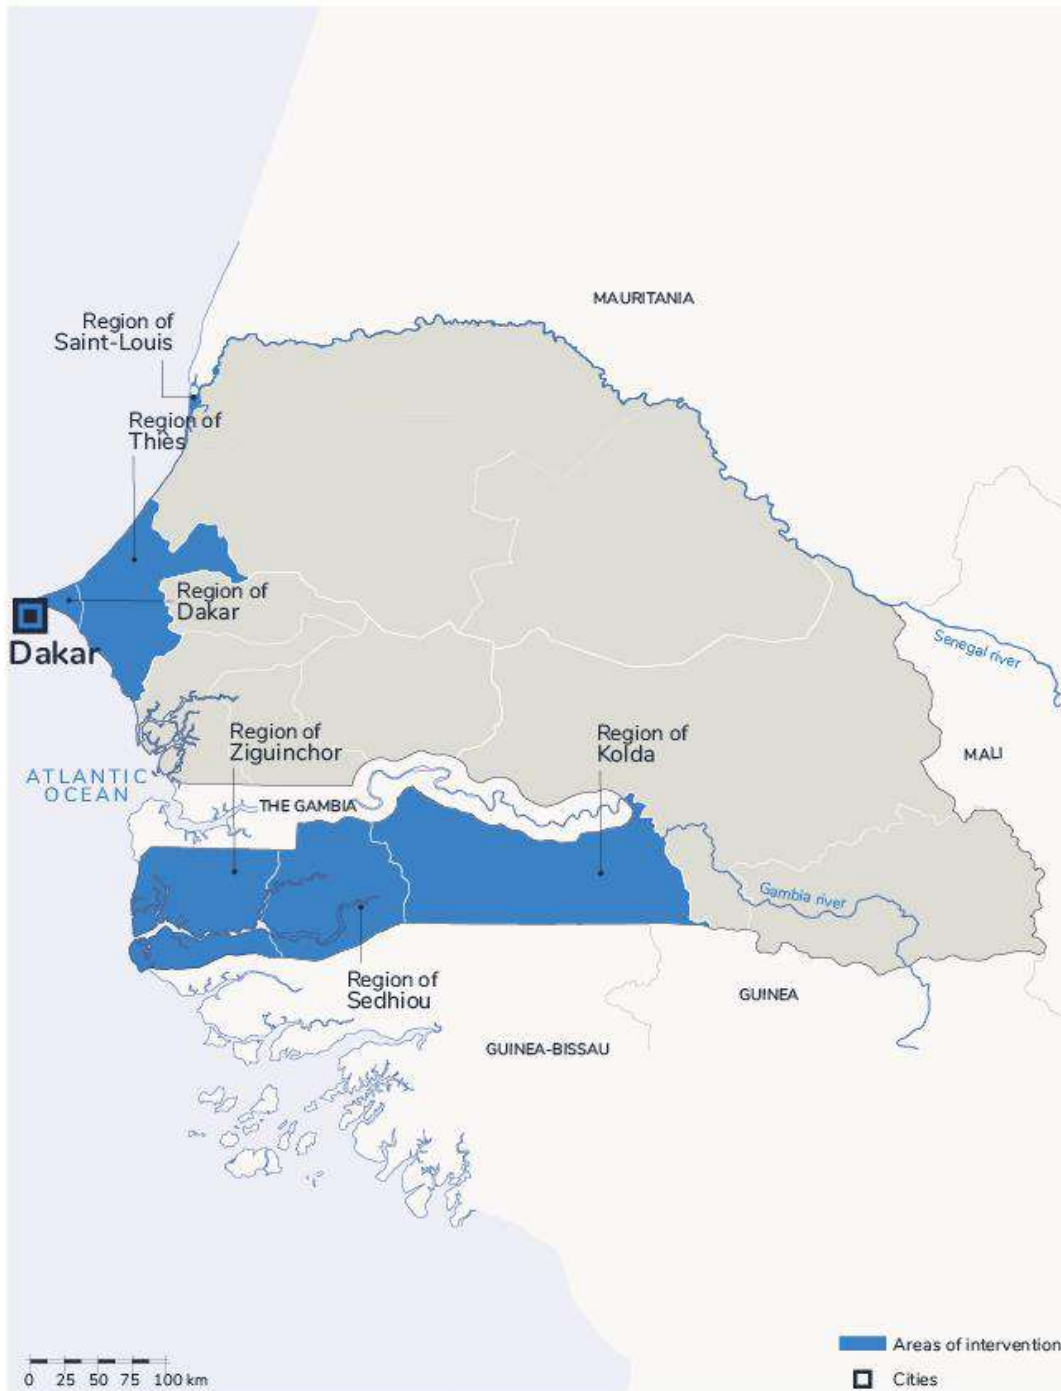 MAURITANIA
Region of
Saint-Louis
Region of
Thiès
Region of
Dakar
Dakar
Senegal river
Region of
Ziguinchor
Region of
Kolda
MALI
ATLANTIC
OCEAN
THE GAMBIA
Gambia river
Region of
Sedhiou
GUINEA
GUINEA-BISSAU
Areas of intervention
0 25 50 75 100 km
Cities